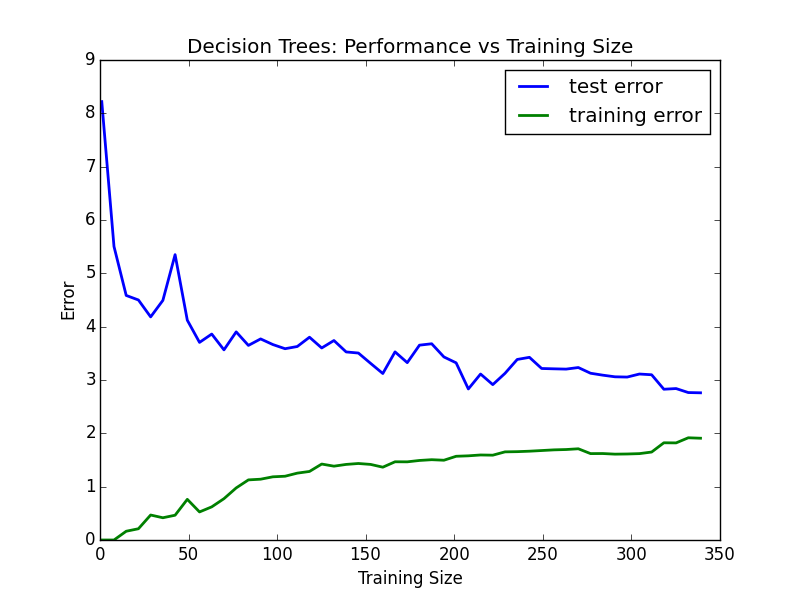 Decision Trees: Performance vs Training Size
9
8
7
6
5
4
3
2
1
0
Error
test error
training error
0 50 100 150 200 250 300 350
Training Size